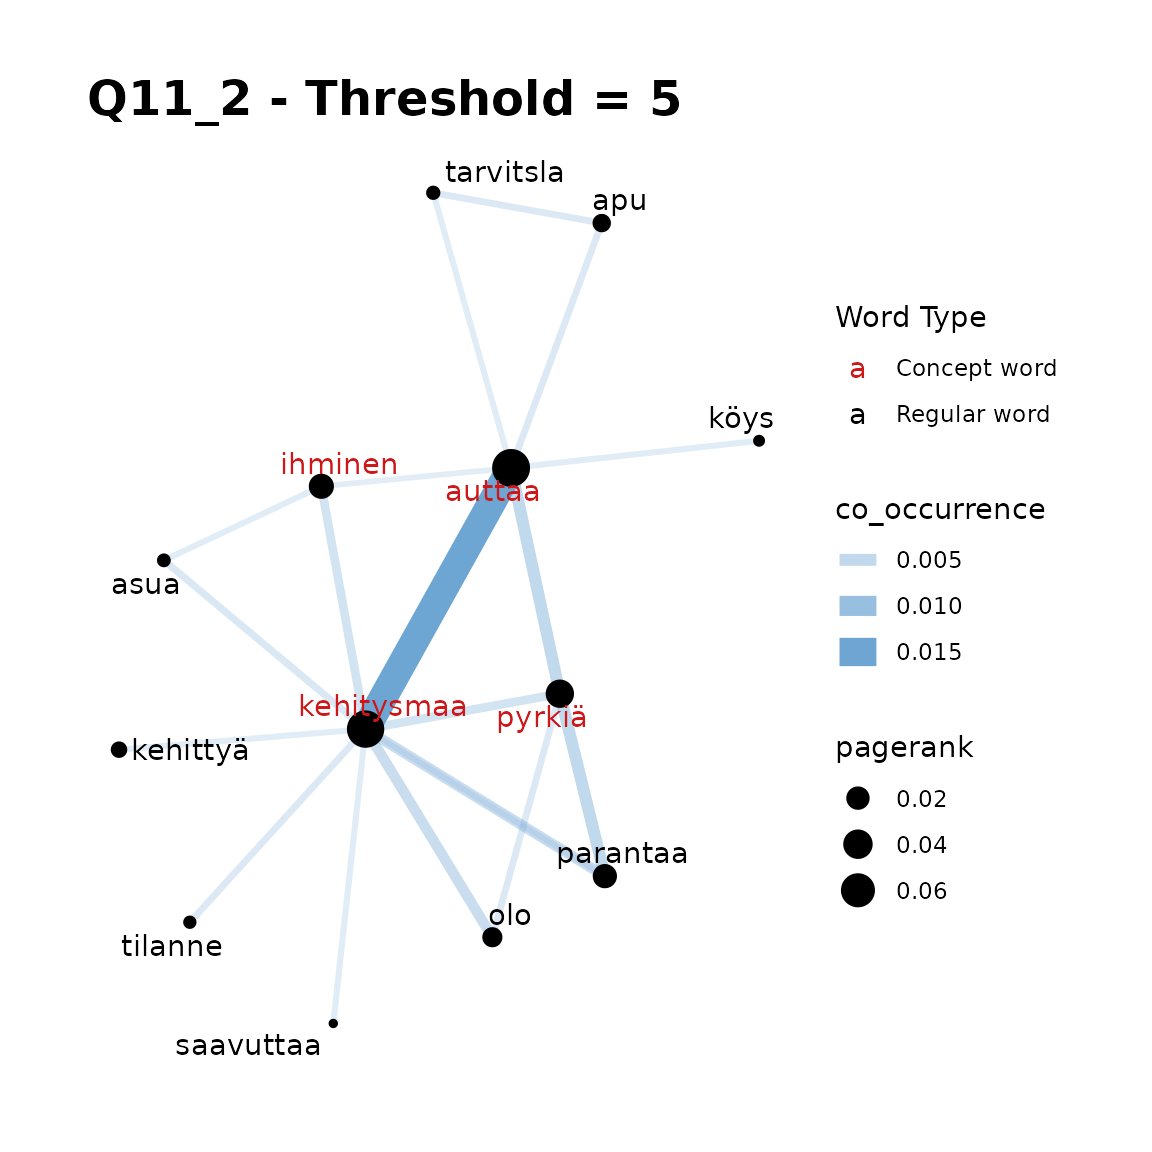 Q11_2 - Threshold = 5
tarvitsla
apu
köys
ihminen
auttaa
asua
kehitysmaa
pyrkiä
kehittyä
parantaa
olo
tilanne
saavuttaa
Word Type
a Concept word
a Regular word
co_occurrence
0.005
0.010
0.015
pagerank
0.02
0.04
0.06